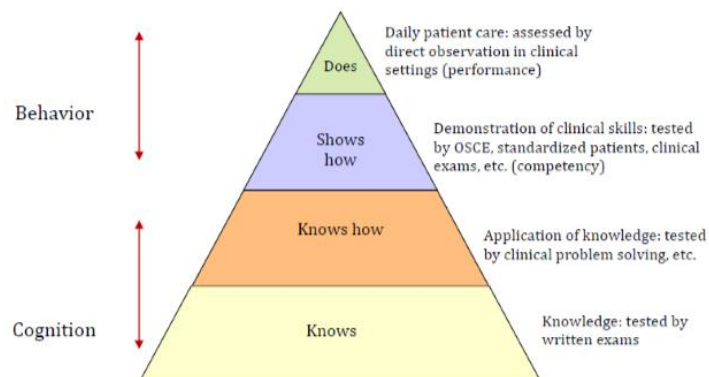 Does
Daily patient care: assessed by
direct observation in clinical
settings (performance)
Behavior
Shows
how
Demonstration of clinical skills: tested
by OSCE, standardized patients, clinical
exams, etc. (competency)
Knows how
Application of knowledge: tested
by clinical problem solving, etc.
Cognition
Knows
Knowledge: tested by
written exams